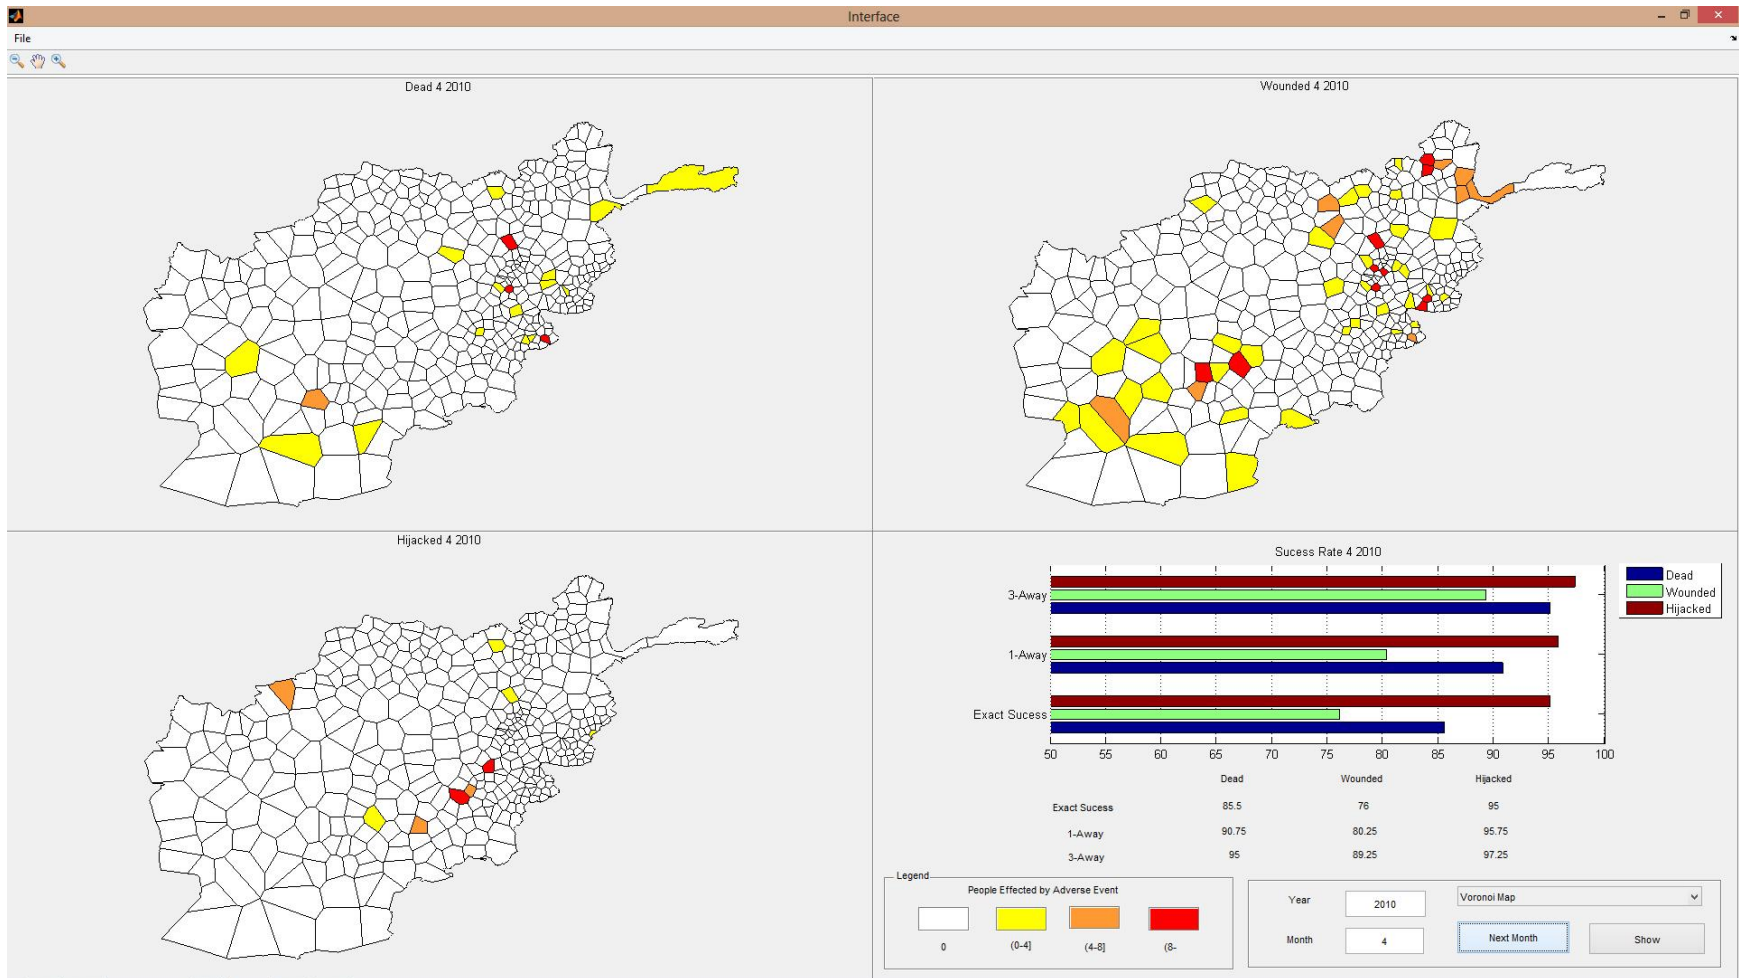 Interface
File
Dead 4 2010
Wounded 4 2010
Hijacked 4 2010
Sucess Rate 4 2010
Dead
Wounded
Hijacked
3-Away
1-Away
Exact Sucess
50 55 60 65 70 75 80 85 90 95 100
Dead Wounded Hijacked
Exact Sucess 85.5 76 95
1-Away 90.75 80.25 95.75
3-Away 95 89.25 97.25
Legend
People Effected by Adverse Event
0 (0-4] (4-8] (8-
Year 2010 Voronoi Map
Month 4 Next Month Show